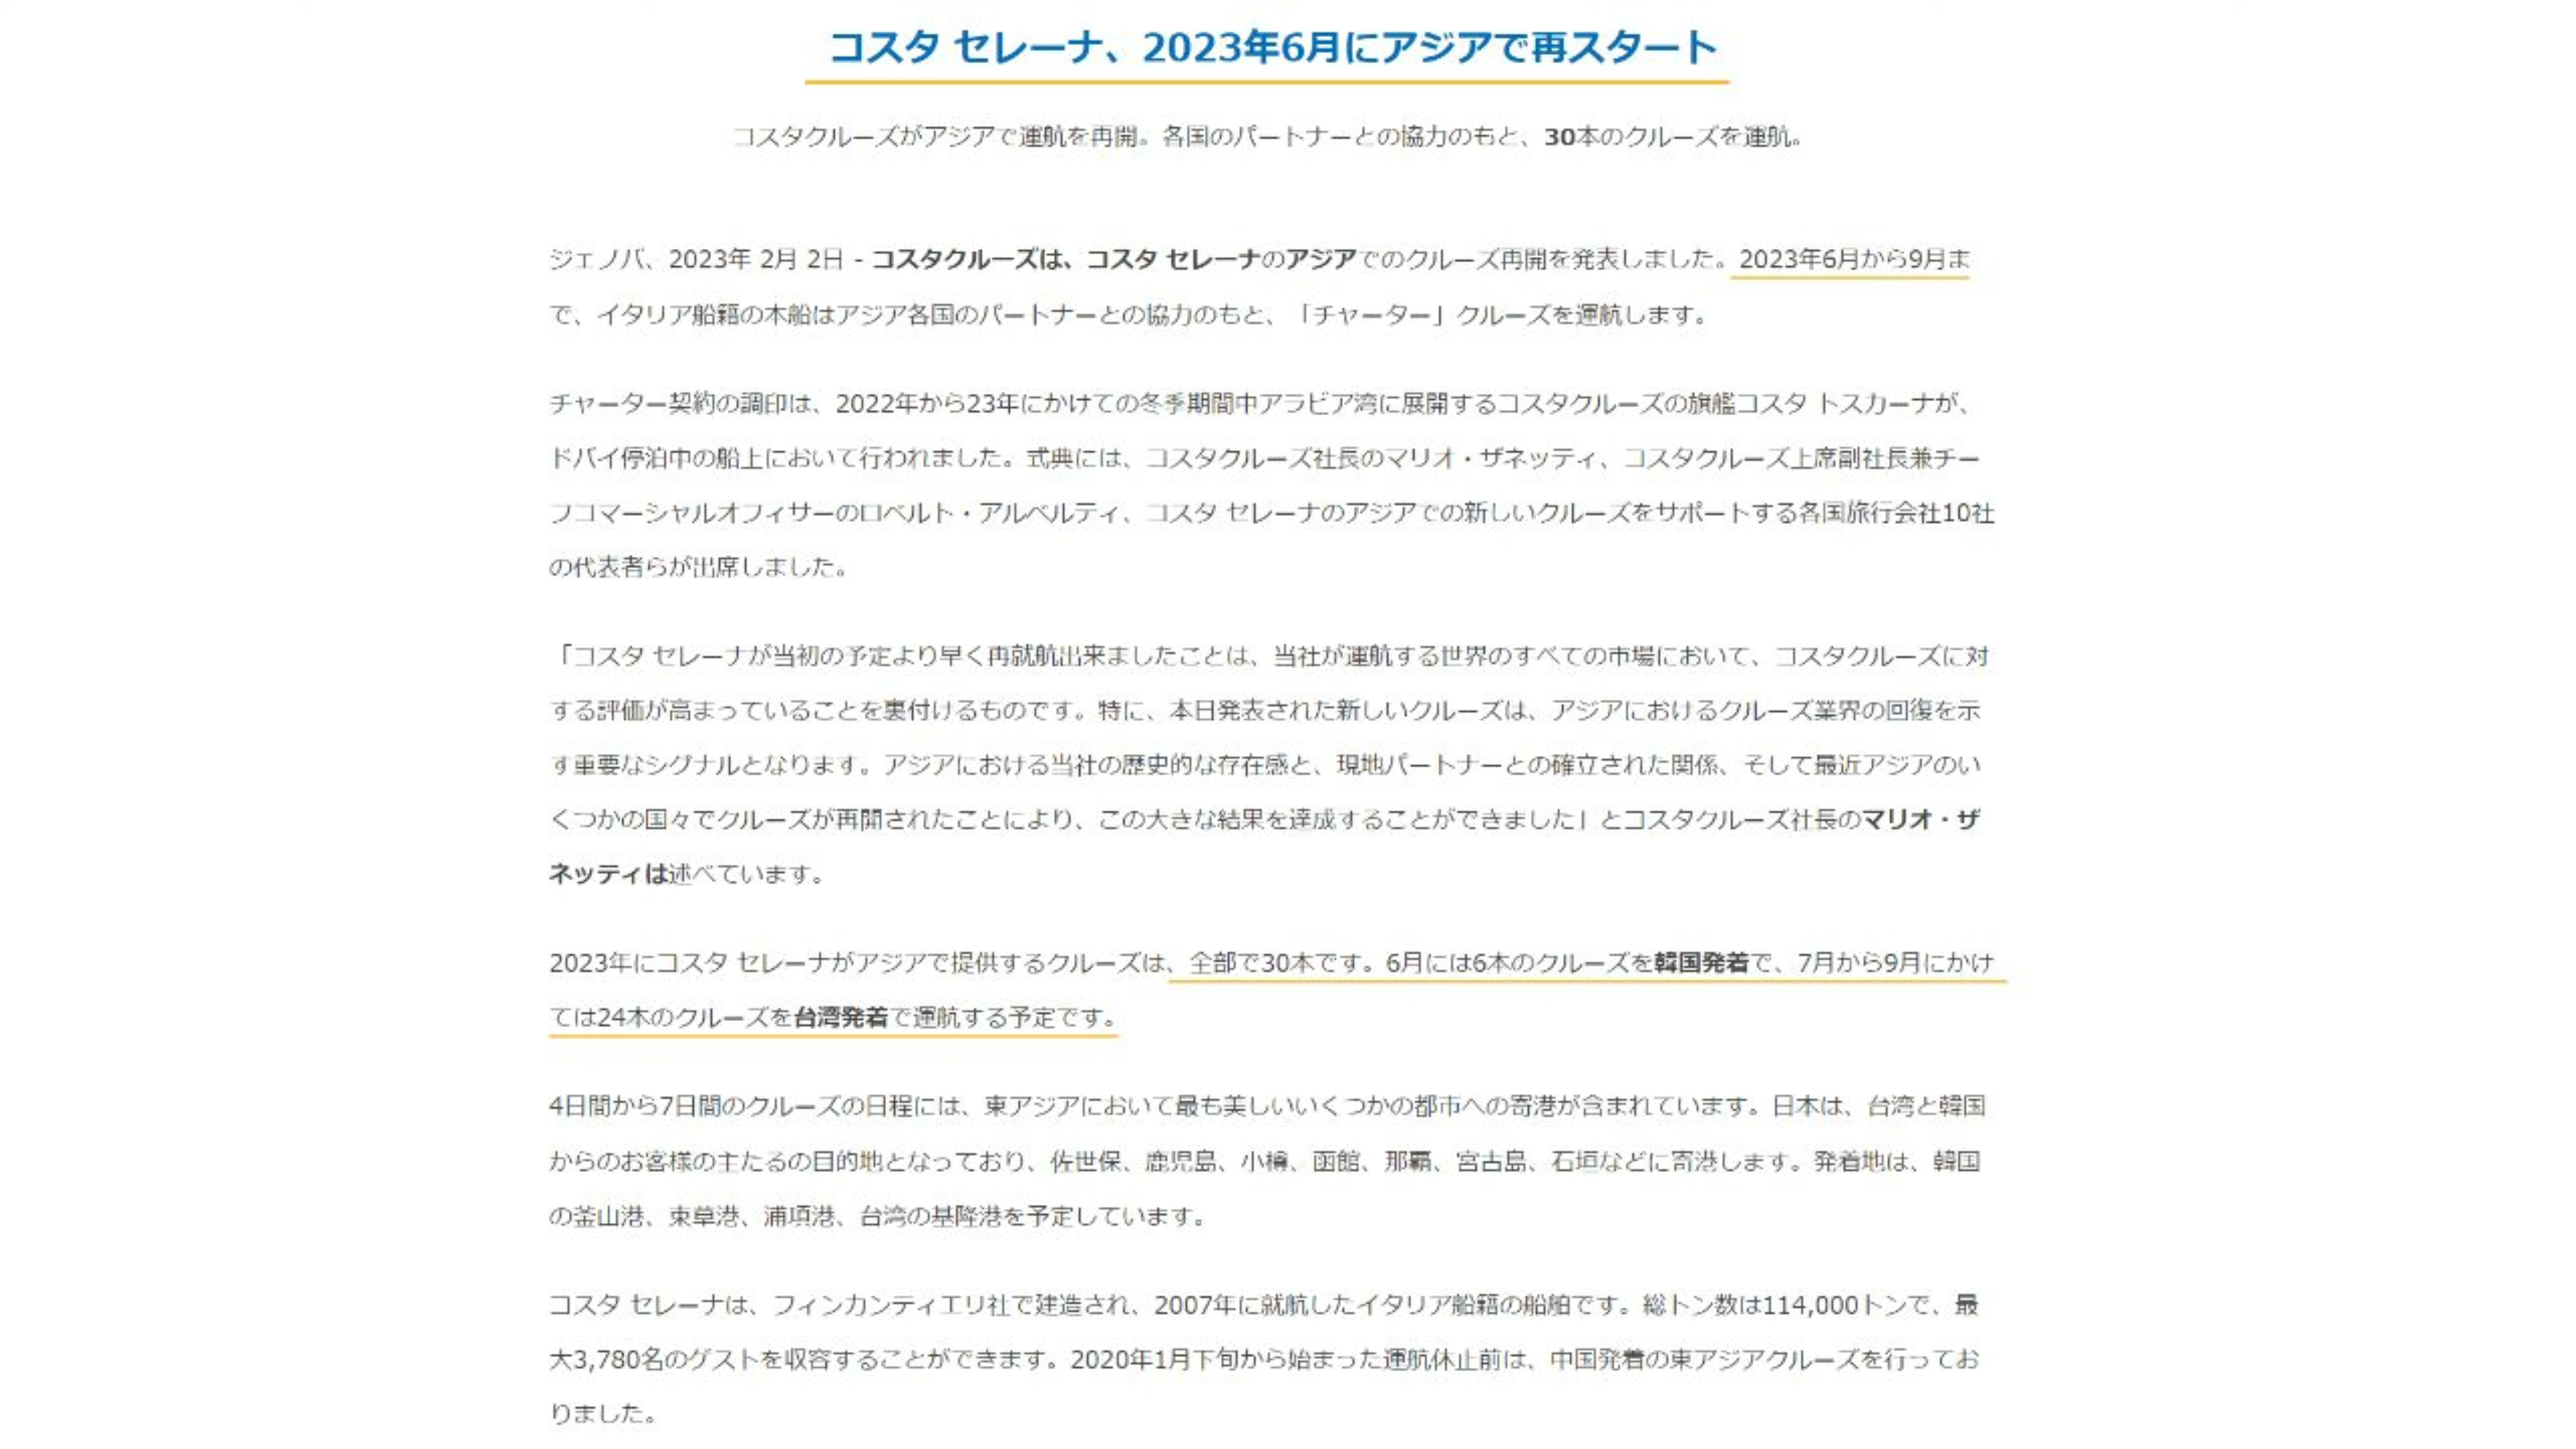 コスタ セレーナ、2023年6月にアジアで再スタート
コスタクルーズがアジアで運航を再開。各国のパートナーとの協力のもと、30本のクルーズを運航。
ジェノバ、2023年 2月 2日 - コスタクルーズは、コスタ セレーナのアジアでのクルーズ再開を発表しました。2023年6月から9月ま
で、イタリア船籍の本船はアジア各国のパートナーとの協力のもと、「チャーター」クルーズを運航します。
チャーター契約の調印は、2022年から23年にかけての冬季期間中アラビア湾に展開するコスタクルーズの旗艦コスタ トスカーナが、
ドバイ停泊中の船上において行われました。式典には、コスタクルーズ社長のマリオ・ザネッティ、コスタクルーズ上席副社長兼チー
フコマーシャルオフィサーのロベルト・アルベルティ、コスタ セレーナのアジアでの新しいクルーズをサポートする各国旅行会社10社
の代表者らが出席しました。
「コスタ セレーナが当初の予定より早く再就航出来ましたことは、当社が運航する世界のすべての市場において、コスタクルーズに対
する評価が高まっていることを裏付けるものです。特に、本日発表された新しいクルーズは、アジアにおけるクルーズ業界の回復を示
す重要なシグナルとなります。アジアにおける当社の歴史的な存在感と、現地パートナーとの確立された関係、そして最近アジアのい
くつかの国々でクルーズが再開されたことにより、この大きな結果を達成することができました」とコスタクルーズ社長のマリオ・ザ
ネッティは述べています。
2023年にコスタ セレーナがアジアで提供するクルーズは、全部で30本です。6月には6本のクルーズを韓国発着で、7月から9月にかけ
ては24本のクルーズを台湾発着で運航する予定です。
4日間から7日間のクルーズの日程には、東アジアにおいて最も美しいいくつかの都市への寄港が含まれています。日本は、台湾と韓国
からのお客様の主たるの目的地となっており、佐世保、鹿児島、小樽、函館、那覇、宮古島、石垣などに寄港します。発着地は、韓国
の釜山港、束草港、浦項港、台湾の基隆港を予定しています。
コスタ セレーナは、フィンカンティエリ社で建造され、2007年に就航したイタリア船籍の船舶です。総トン数は114,000トンで、最
大3,780名のゲストを収容することができます。2020年1月下旬から始まった運航休止前は、中国発着の東アジアクルーズを行ってお
りました。